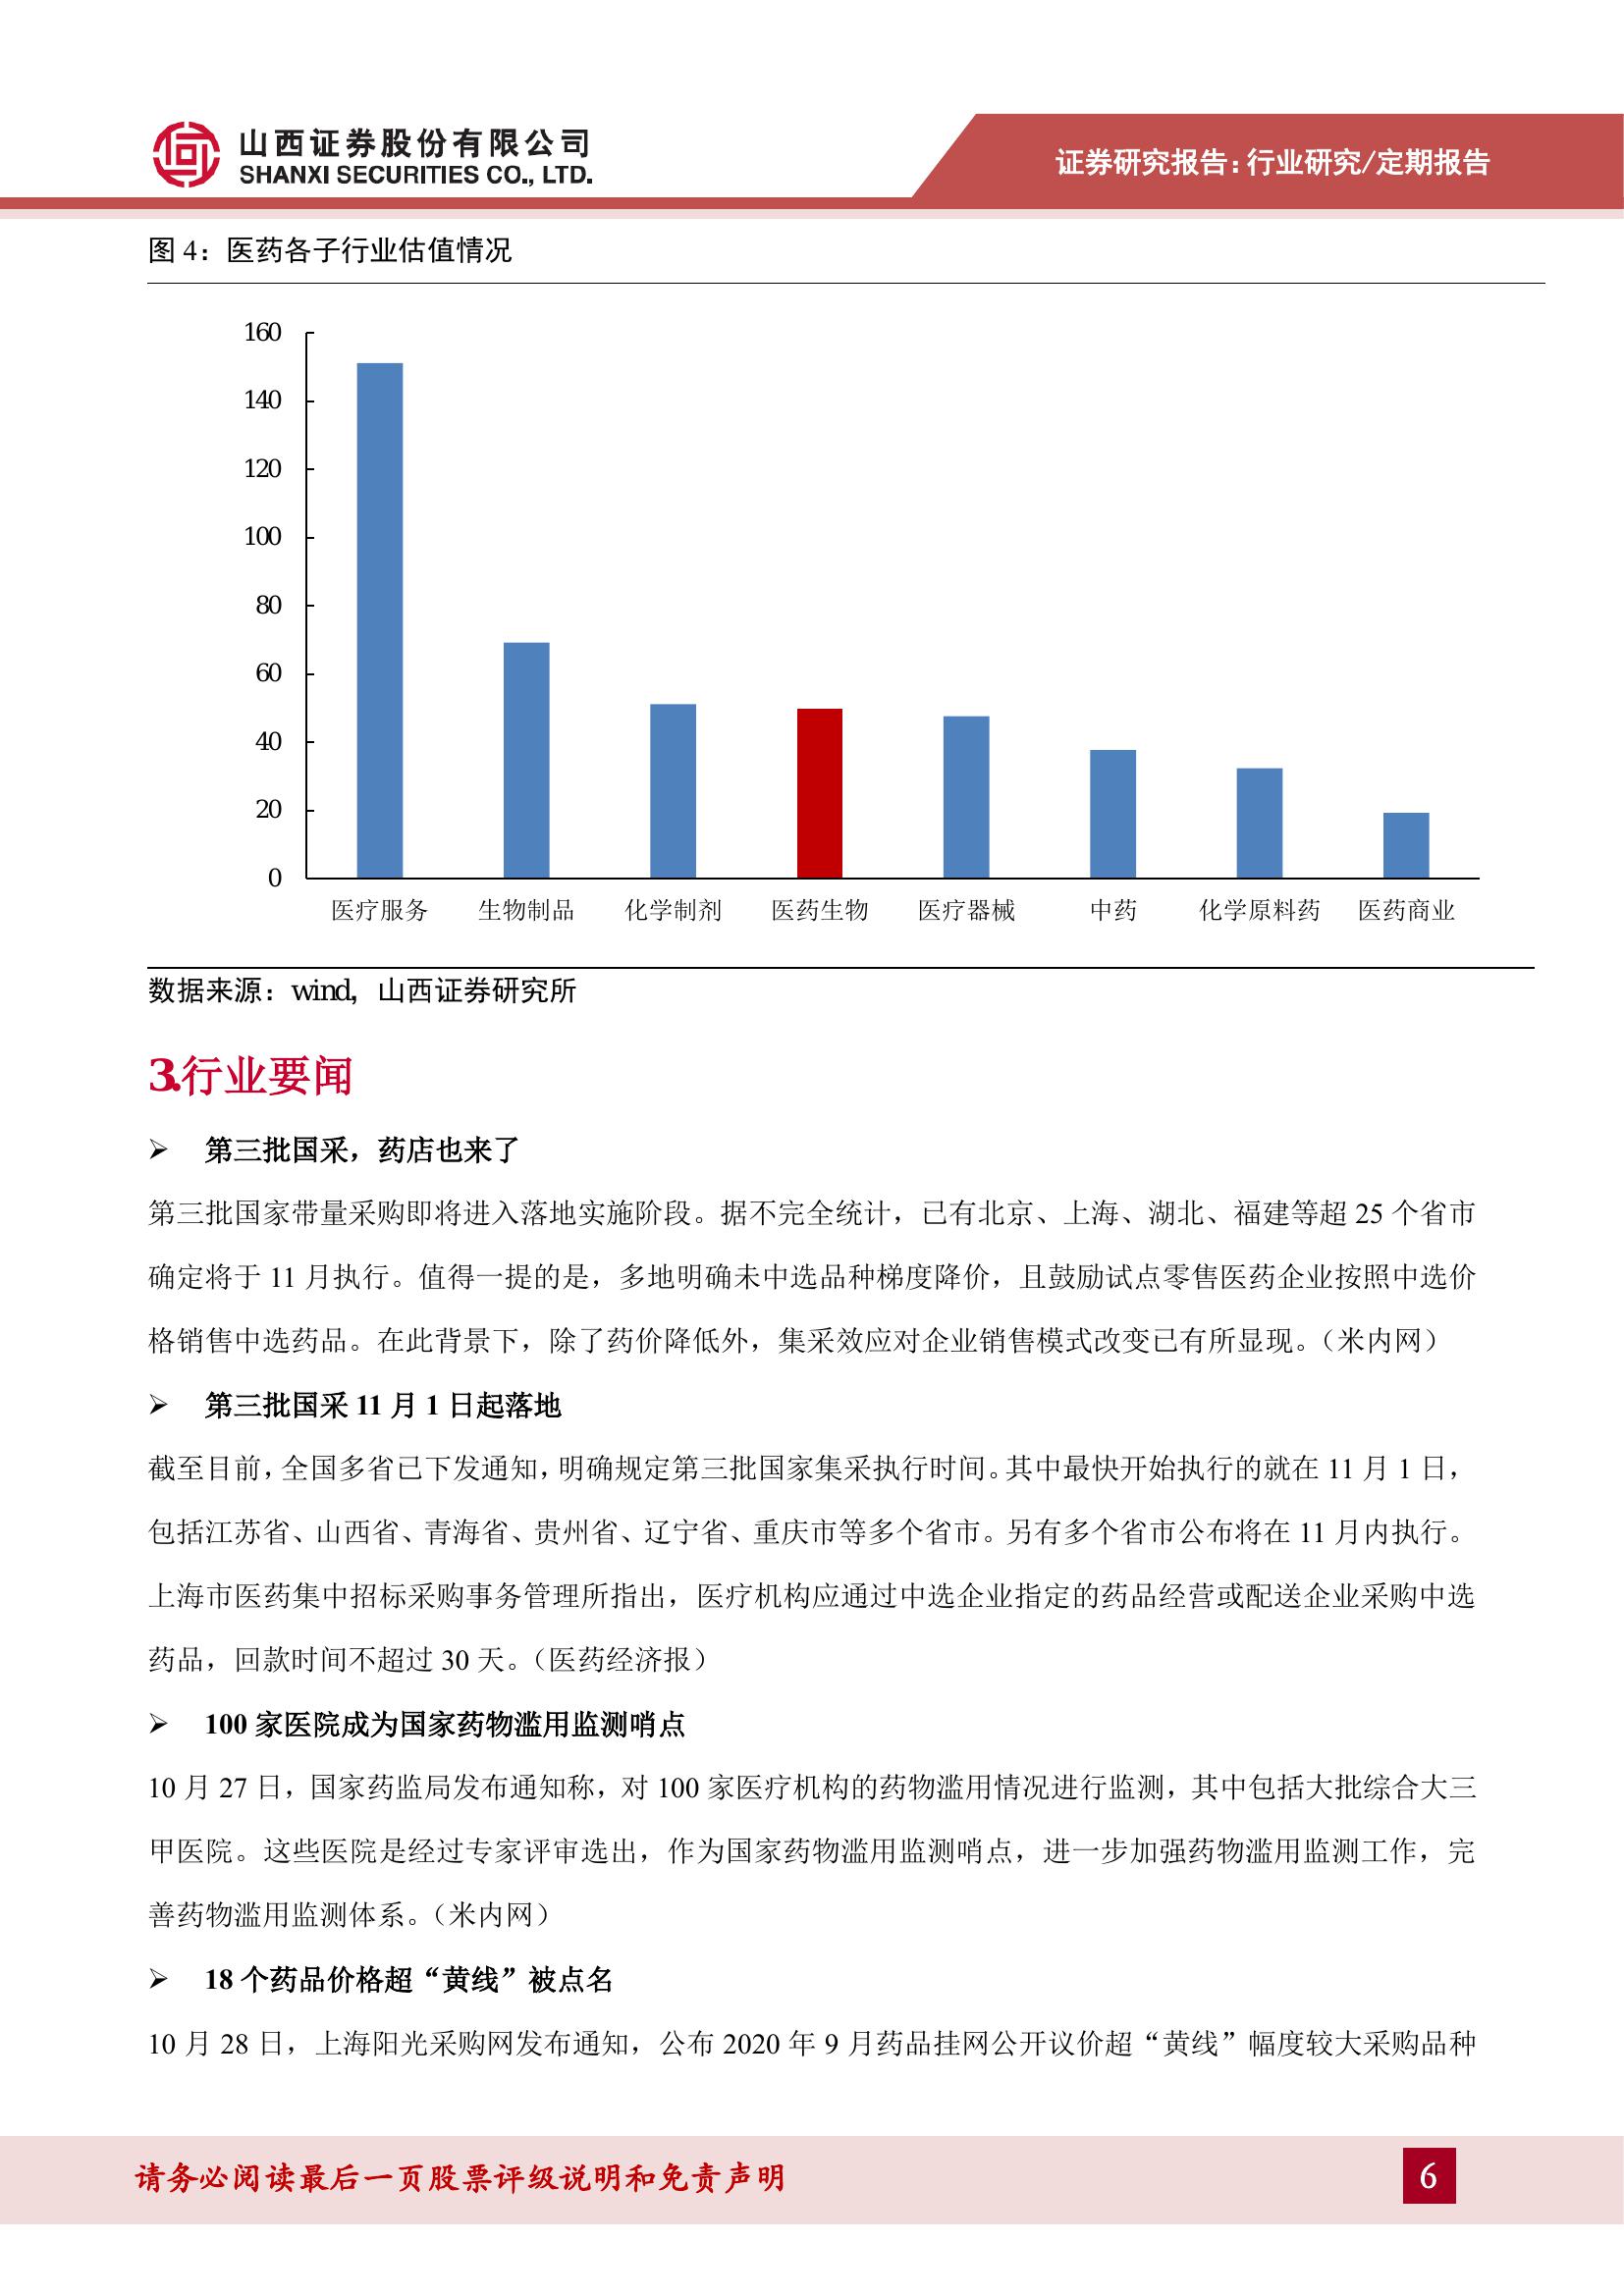 山西证券股份有限公司
SHANXI SECURITIES CO., LTD.
证券研究报告：行业研究/定期报告
图 4：医药各子行业估值情况
160
140
120
100
80
60
40
20
0
医疗服务 生物制品 化学制剂 医药生物 医疗器械 中药 化学原料药 医药商业
数据来源：wind，山西证券研究所
3.行业要闻
➢ 第三批国采，药店也来了
第三批国家带量采购即将进入落地实施阶段。据不完全统计，已有北京、上海、湖北、福建等超 25 个省市
确定将于 11 月执行。值得一提的是，多地明确未中选品种梯度降价，且鼓励试点零售医药企业按照中选价
格销售中选药品。在此背景下，除了药价降低外，集采效应对企业销售模式改变已有所显现。（米内网）
➢ 第三批国采 11 月 1 日起落地
截至目前，全国多省已下发通知，明确规定第三批国家集采执行时间。其中最快开始执行的就在 11 月 1 日，
包括江苏省、山西省、青海省、贵州省、辽宁省、重庆市等多个省市。另有多个省市公布将在 11 月内执行。
上海市医药集中招标采购事务管理所指出，医疗机构应通过中选企业指定的药品经营或配送企业采购中选
药品，回款时间不超过 30 天。（医药经济报）
➢ 100 家医院成为国家药物滥用监测哨点
10 月 27 日，国家药监局发布通知称，对 100 家医疗机构的药物滥用情况进行监测，其中包括大批综合大三
甲医院。这些医院是经过专家评审选出，作为国家药物滥用监测哨点，进一步加强药物滥用监测工作，完
善药物滥用监测体系。（米内网）
➢ 18 个药品价格超“黄线”被点名
10 月 28 日，上海阳光采购网发布通知，公布 2020 年 9 月药品挂网公开议价超“黄线”幅度较大采购品种
请务必阅读最后一页股票评级说明和免责声明
6